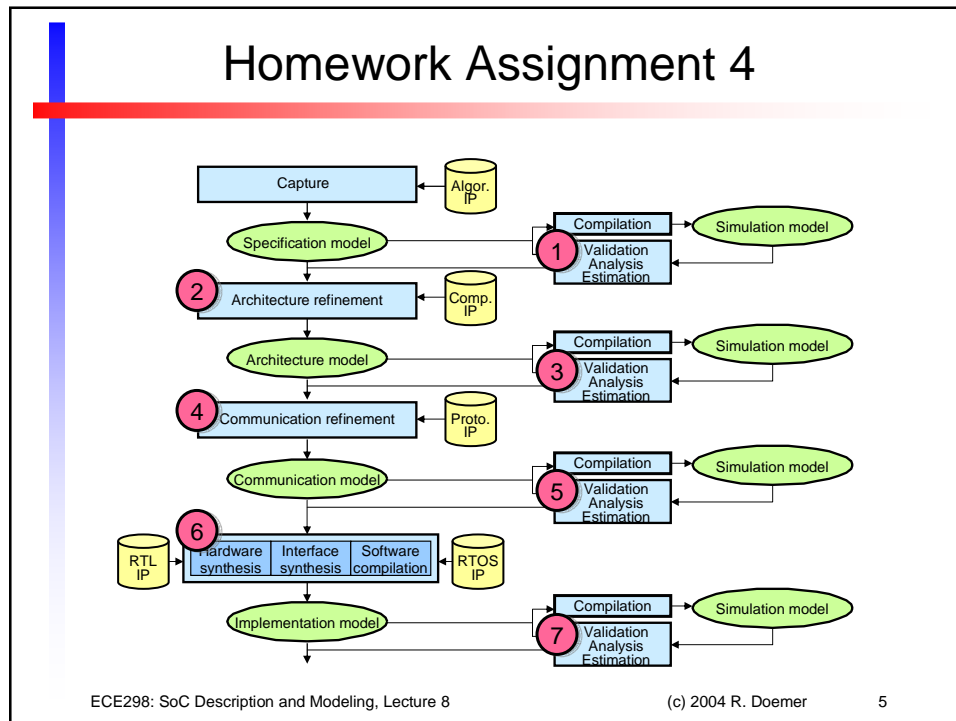 Homework Assignment 4
Capture
Algor.
IP
Specification model
Compilation
Simulation model
1
Validation
Analysis
Estimation
2
Architecture refinement
Comp.
IP
Architecture model
Compilation
Simulation model
3
Validation
Analysis
Estimation
4
Communication refinement
Proto.
IP
Communication model
Compilation
Simulation model
5
Validation
Analysis
Estimation
6
RTL
IP
Hardware
synthesis
Interface
synthesis
Software
compilation
RTOS
IP
Implementation model
Compilation
Simulation model
7
Validation
Analysis
Estimation
ECE298: SoC Description and Modeling, Lecture 8 (c) 2004 R. Doemer 5